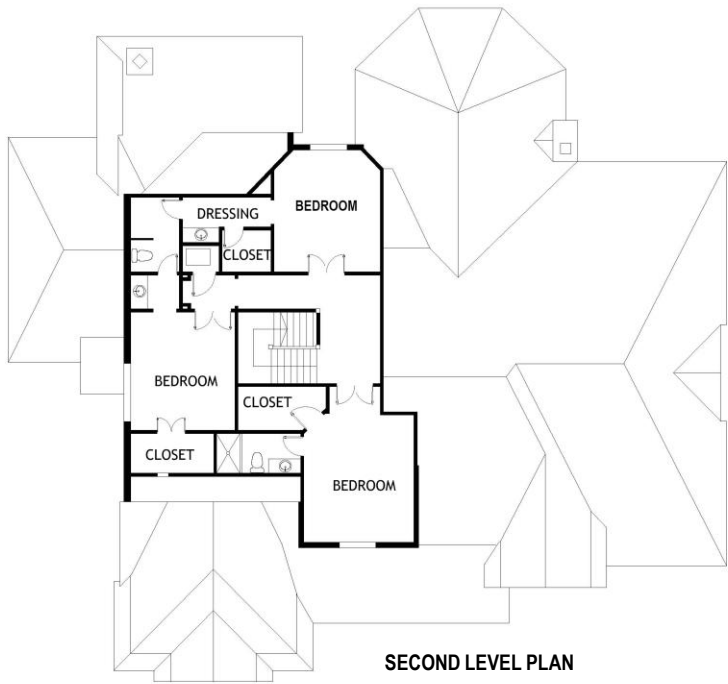 BEDROOM
DRESSING
CLOSET
BEDROOM
CLOSET
CLOSET
BEDROOM
SECOND LEVEL PLAN